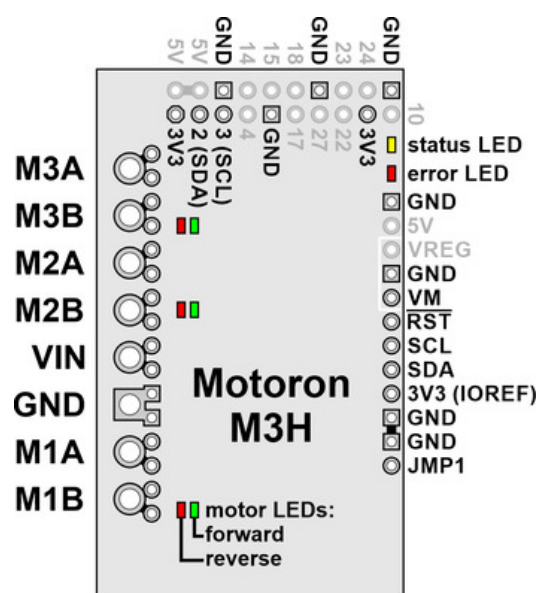 5V 5V GND 14 15 18 GND 23 24 GND
3V3 2 (SDA) 3 (SCL) 4 GND 17 27 22 3V3 10
status LED
error LED
M3A
GND
M3B
5V
VREG
M2A
GND
VM
M2B
RST
SCL
VIN
SDA
Motoron
M3H
3V3 (IOREF)
GND
GND
GND
M1A
JMP1
M1B
motor LEDs:
forward
reverse